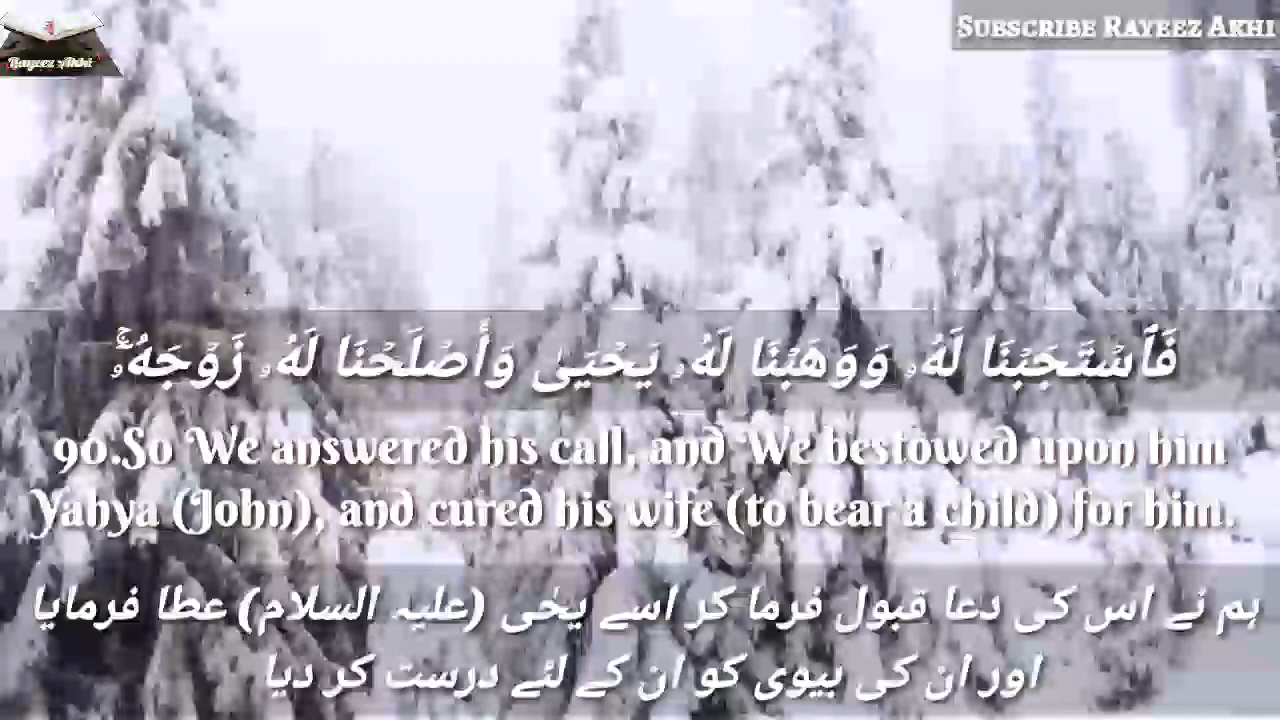 Rayeez Akhi
SUBSCRIBE RAYEEZ AKHI
فَٱسْتَجَبْنَا لَهُۥ وَوَهَبْنَا لَهُۥ يَحْيَىٰ وَأَصْلَحْنَا لَهُۥ زَوْجَهُۥٓ ۚ
90.So We answered his call, and We bestowed upon him
Yahya (John), and cured his wife (to bear a child) for him.
ہم نے اس کی دعا قبول فرما کر اسے یحٰی (علیہ السلام) عطا فرمایا
اور ان کی بیوی کو ان کے لئے درست کر دیا